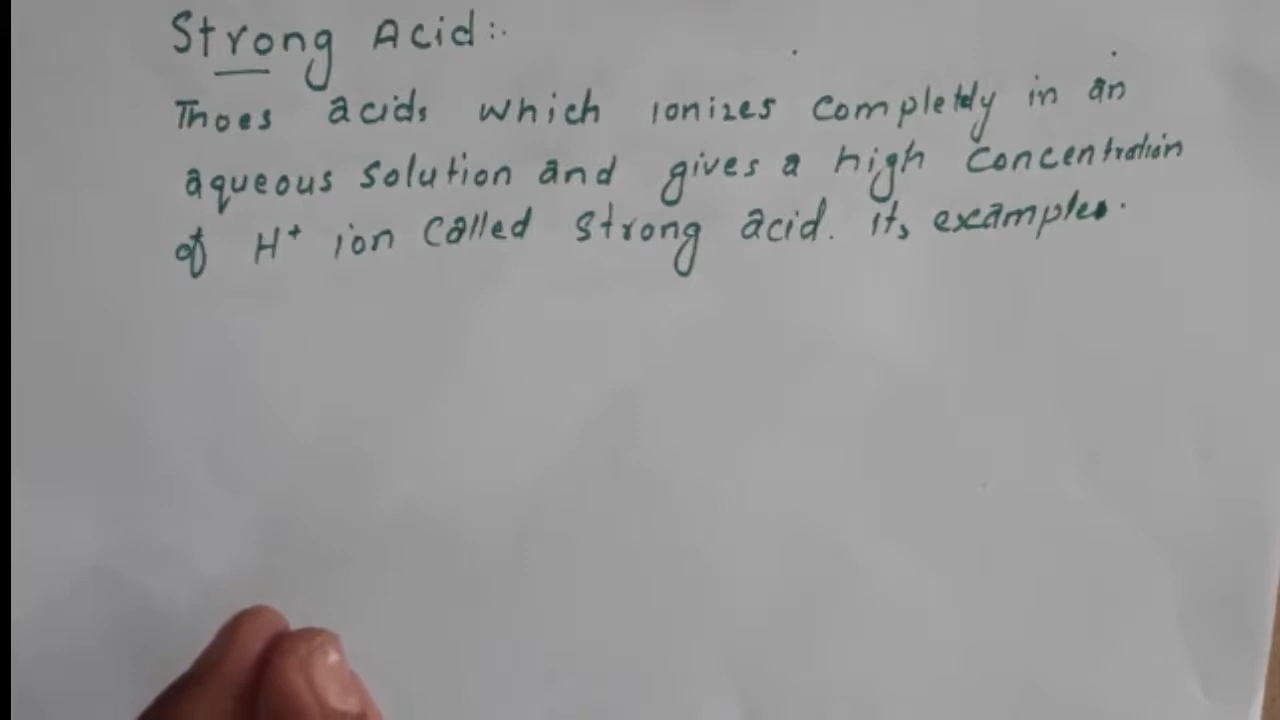 Strong Acid:-
Thoes acids which ionizes completely in an
aqueous solution and gives a high concentration
of H+ ion called strong acid. its examples.